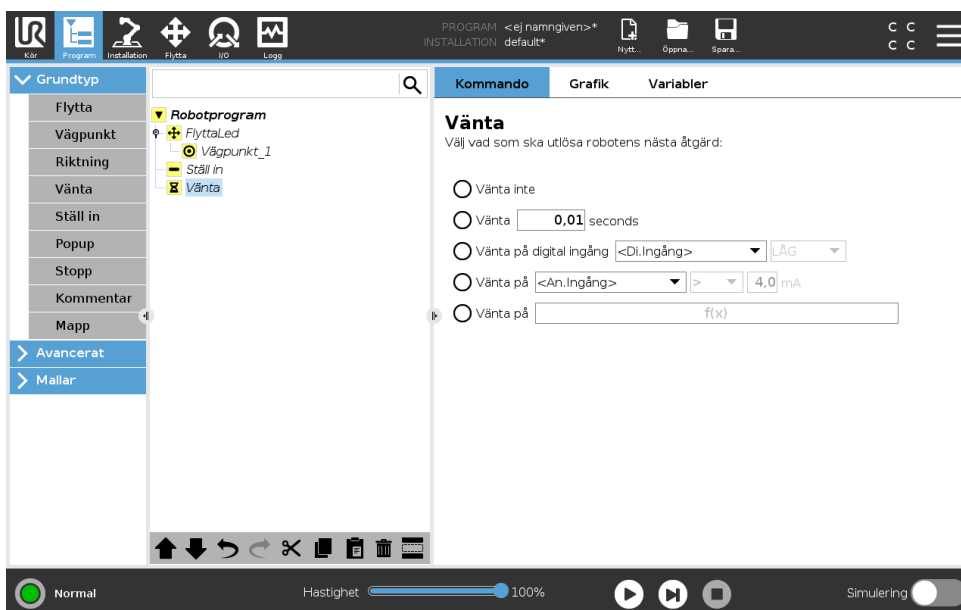 PROGRAM <ej namngiven>*
INSTALLATION default*
Kör Program Installation Flytta I/O Logg Nytt... Öppna... Spara...
C C
C C
Grundtyp
Flytta
Vägpunkt
Riktning
Vänta
Ställ in
Popup
Stopp
Kommentar
Mapp
Avancerat
Mallar
Robotprogram
FlyttaLed
Vägpunkt_1
Ställ in
Vänta
Kommando Grafik Variabler
Vänta
Välj vad som ska utlösa robotens nästa åtgärd:
Vänta inte
Vänta 0,01 seconds
Vänta på digital ingång <Di.Ingång> LÅG
Vänta på <An.Ingång> > 4,0 mA
Vänta på f(x)
Normal Hastighet 100% Simulering